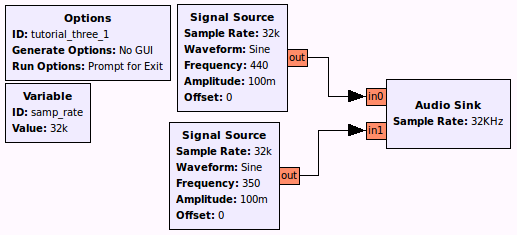 Options
ID: tutorial_three_1
Generate Options: No GUI
Run Options: Prompt for Exit
Variable
ID: samp_rate
Value: 32k
Signal Source
Sample Rate: 32k
Waveform: Sine
Frequency: 440
Amplitude: 100m
Offset: 0
out
Signal Source
Sample Rate: 32k
Waveform: Sine
Frequency: 350
Amplitude: 100m
Offset: 0
out
in0
in1
Audio Sink
Sample Rate: 32KHz